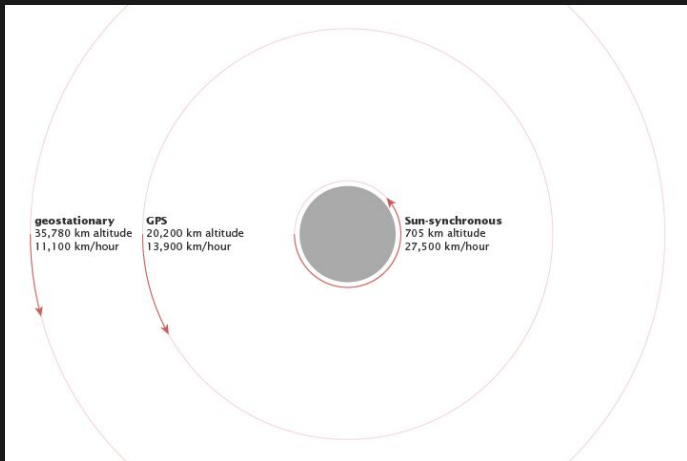 geostationary
35,780 km altitude
11,100 km/hour
GPS
20,200 km altitude
13,900 km/hour
Sun-synchronous
705 km altitude
27,500 km/hour